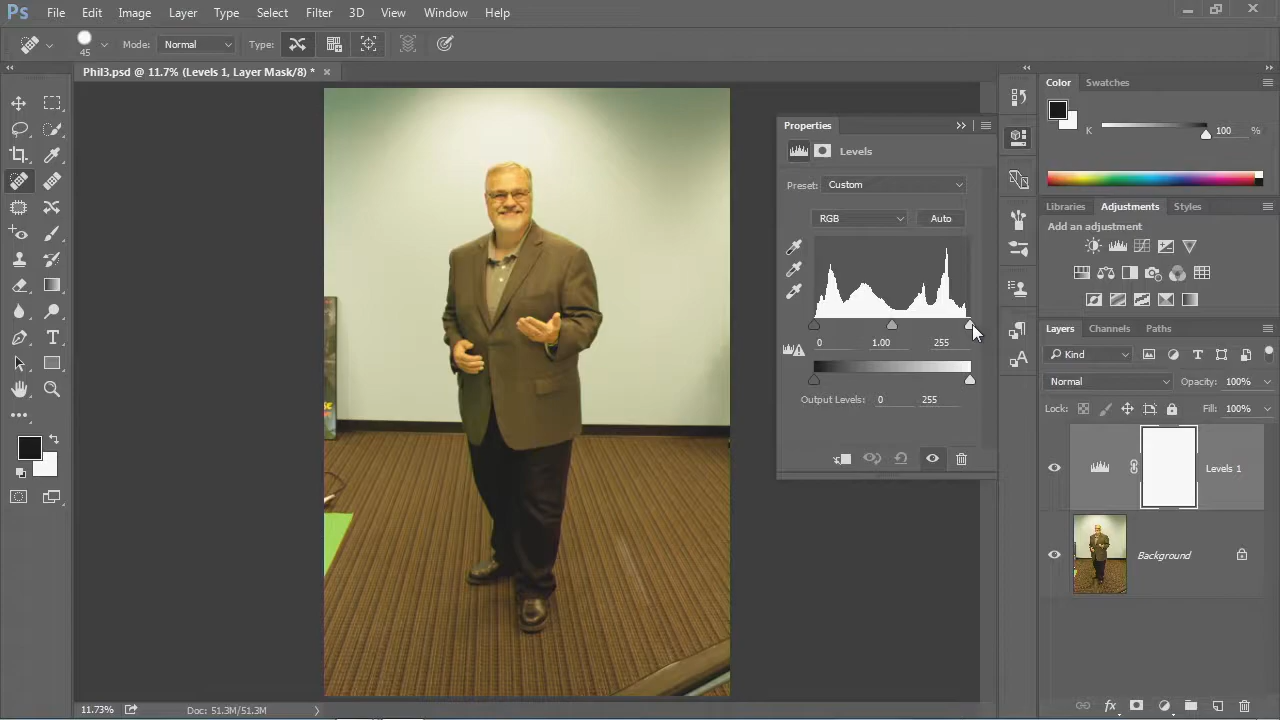 Ps File Edit Image Layer Type Select Filter 3D View Window Help
45 Mode: Normal Type:
Phil3.psd @ 11.7% (Levels 1, Layer Mask/8) * ×
Properties
Levels
Preset: Custom
RGB Auto
0 1.00 255
Output Levels: 0 255
Color Swatches
K 100 %
Libraries Adjustments Styles
Add an adjustment
Layers Channels Paths
Kind
Normal Opacity: 100%
Lock: Fill: 100%
Levels 1
Background
fx
11.73% Doc: 51.3M/51.3M